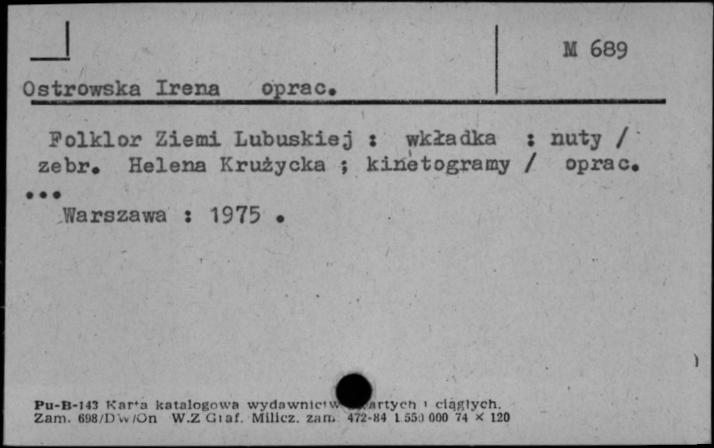 M 689
Ostrowska Irena oprac.
Folklor Ziemi Lubuskiej : wkładka : nuty /
zebr. Helena Krużycka ; kinetogramy / oprac.
...
Warszawa : 1975 .
Pu-B-143 Karta katalogowa wydawnictw zwartych i ciągłych.
Zam. 698/DW/On W.Z Graf. Milicz. zam. 472-84 1.550 000 74 × 120